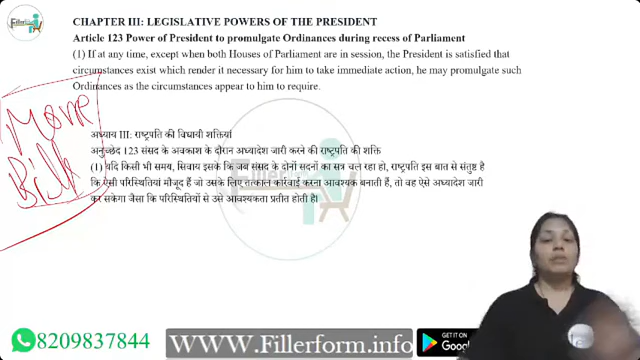 Fillerform
CHAPTER III: LEGISLATIVE POWERS OF THE PRESIDENT
Article 123 Power of President to promulgate Ordinances during recess of Parliament
(1) If at any time, except when both Houses of Parliament are in session, the President is satisfied that
circumstances exist which render it necessary for him to take immediate action, he may promulgate such
Ordinances as the circumstances appear to him to require.
अध्याय III: राष्ट्रपति की विधायी शक्तियां
अनुच्छेद 123 संसद के अवकाश के दौरान अध्यादेश जारी करने की राष्ट्रपति की शक्ति
(1) यदि किसी भी समय, सिवाय इसके कि जब संसद के दोनों सदनों का सत्र चल रहा हो, राष्ट्रपति इस बात से संतुष्ट है
कि ऐसी परिस्थितियां मौजूद हैं जो उसके लिए तत्काल कार्रवाई करना आवश्यक बनाती हैं, तो वह ऐसे अध्यादेश जारी
कर सकेगा जैसा कि परिस्थितियों से उसे आवश्यकता प्रतीत होती है।
8209837844
WWW.Fillerform.info
GET IT ON
Google